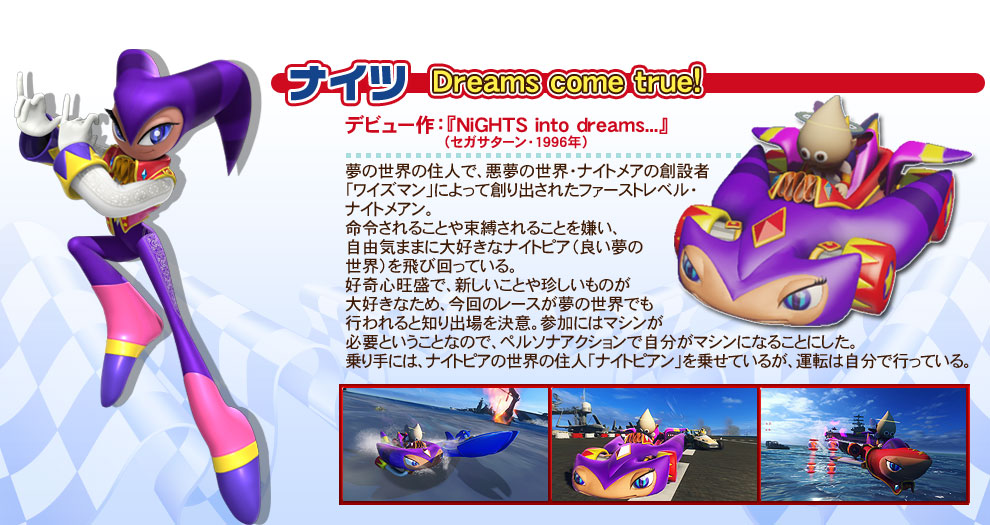 ナイツ Dreams come true!
デビュー作：『NiGHTS into dreams...』
（セガサターン・1996年）
夢の世界の住人で、悪夢の世界・ナイトメアの創設者
「ワイズマン」によって創り出されたファーストレベル・
ナイトメアン。
命令されることや束縛されることを嫌い、
自由気ままに大好きなナイトピア（良い夢の
世界）を飛び回っている。
好奇心旺盛で、新しいことや珍しいものが
大好きなため、今回のレースが夢の世界でも
行われると知り出場を決意。参加にはマシンが
必要ということなので、ペルソナアクションで自分がマシンになることにした。
乗り手には、ナイトピアの世界の住人「ナイトピアン」を乗せているが、運転は自分で行っている。